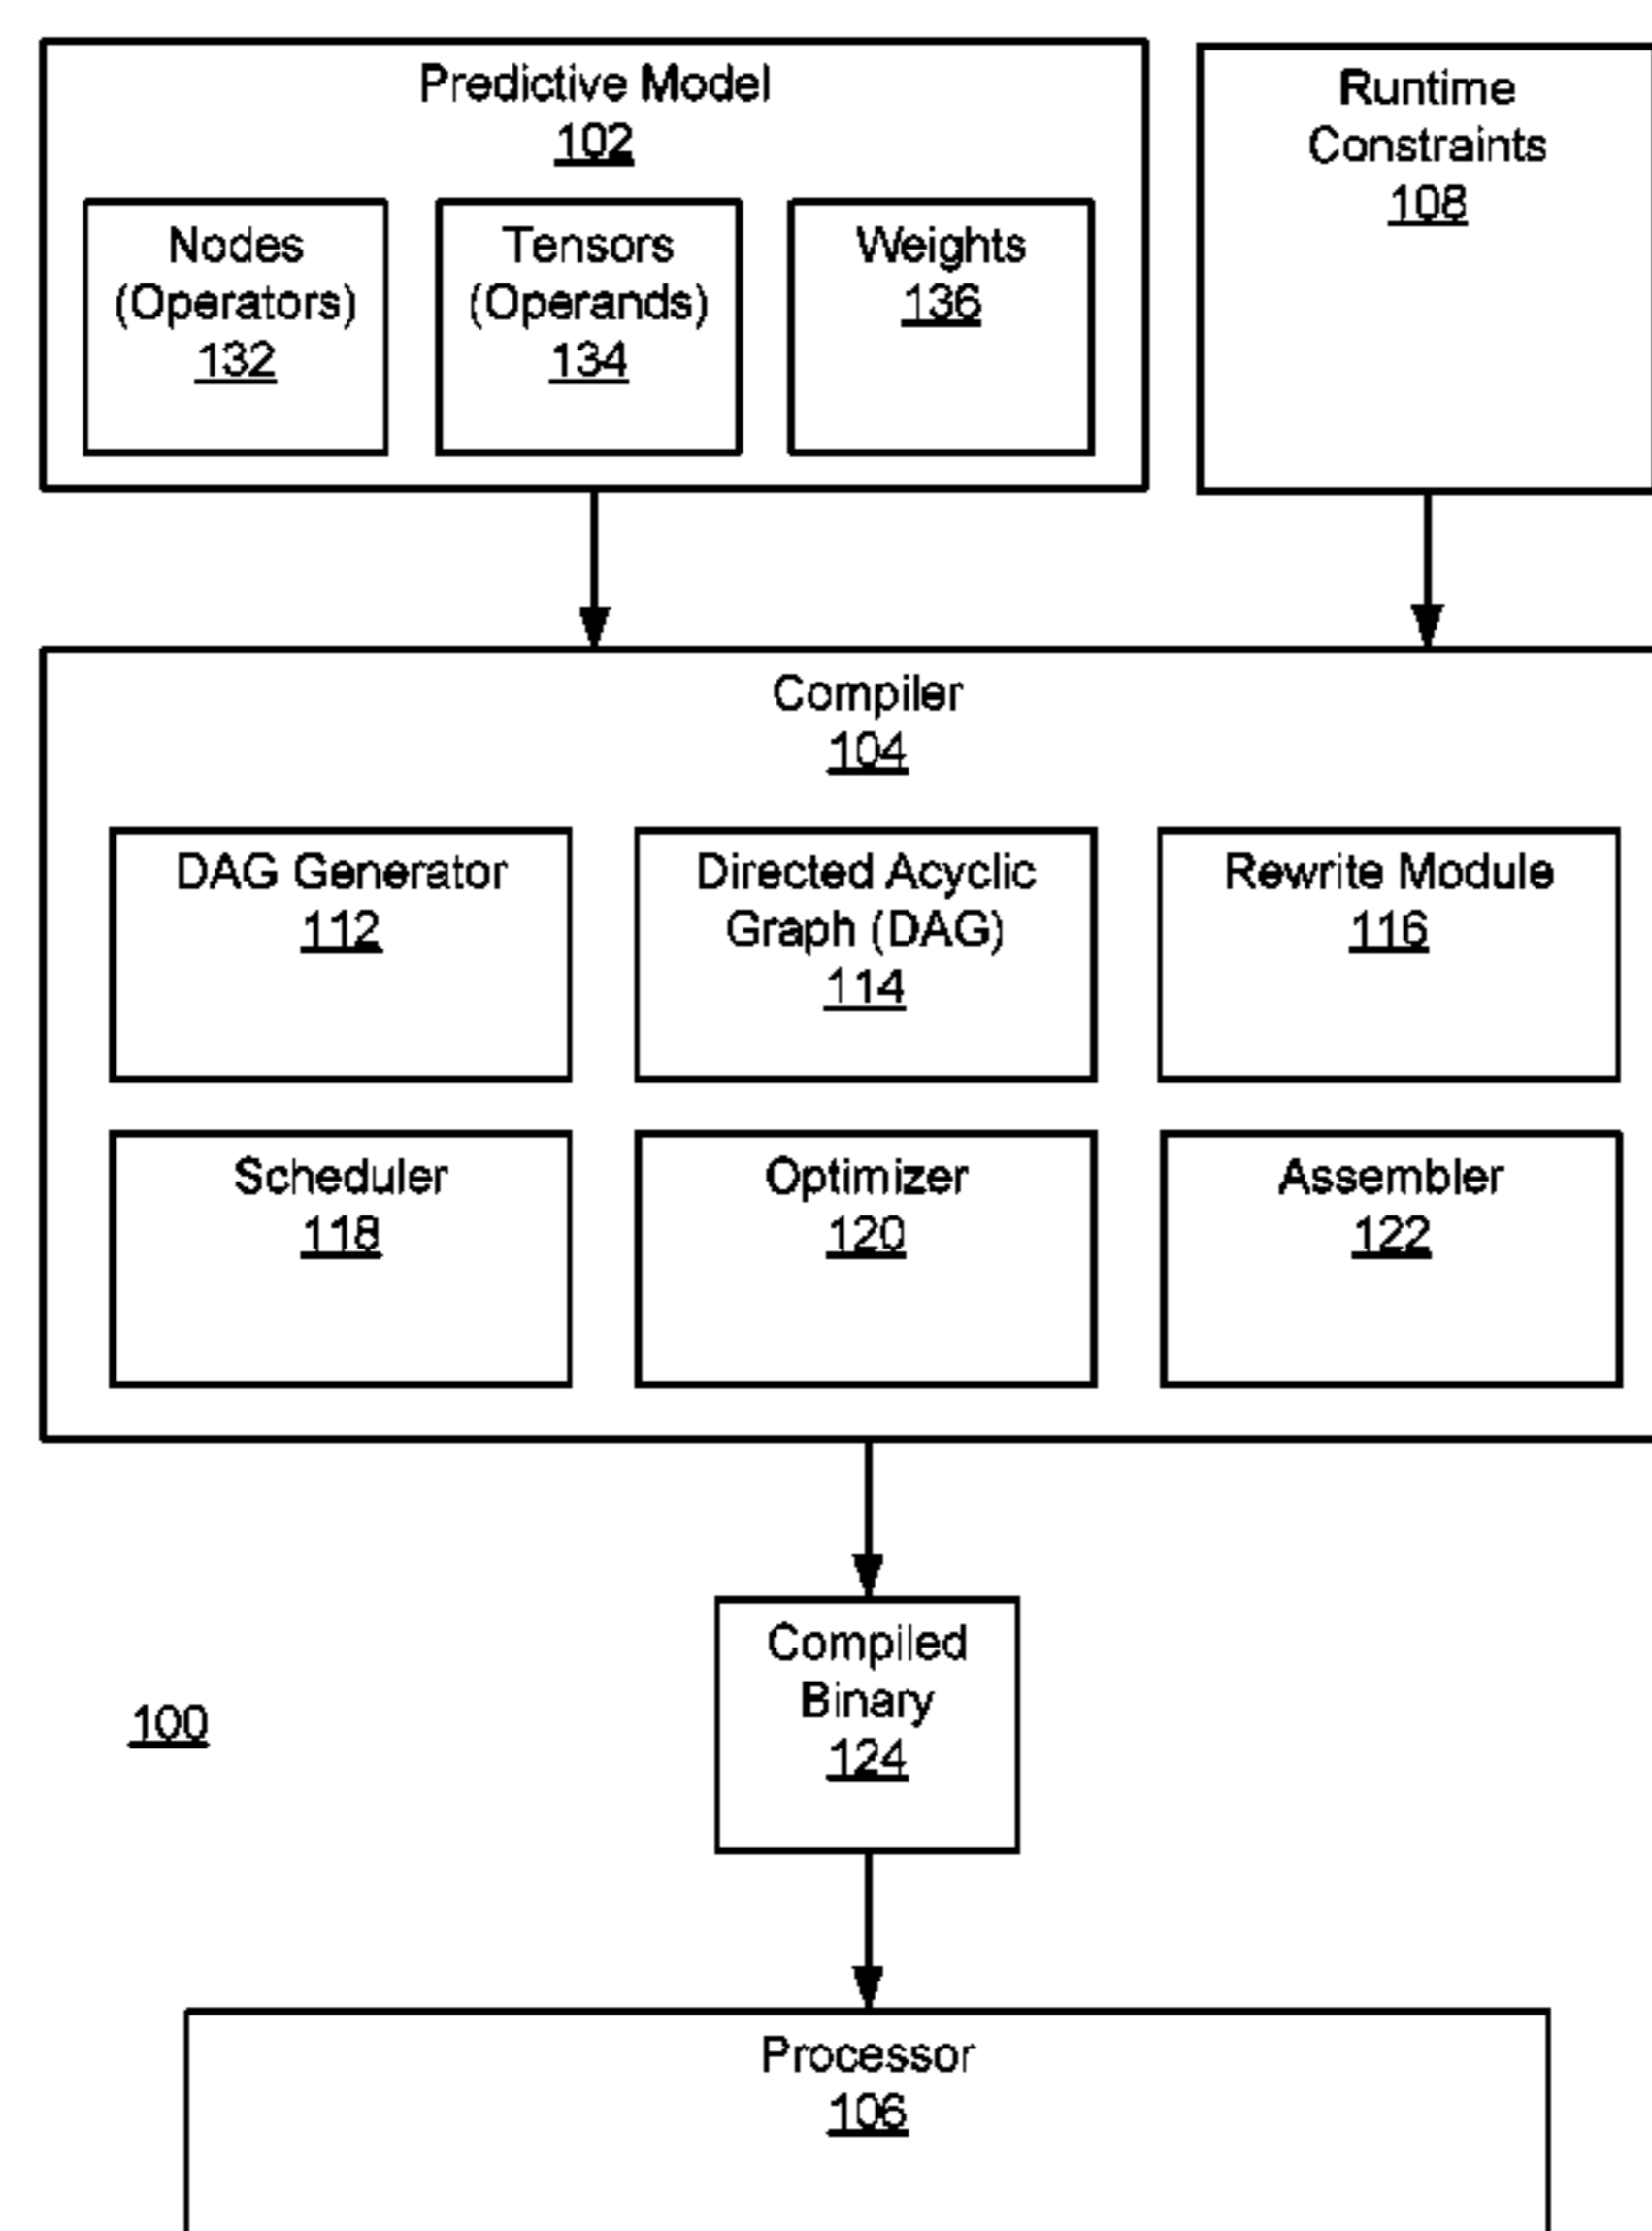 Predictive Model
102
Nodes
(Operators)
132
Tensors
(Operands)
134
Weights
136
Runtime
Constraints
108
Compiler
104
DAG Generator
112
Directed Acyclic
Graph (DAG)
114
Rewrite Module
116
Scheduler
118
Optimizer
120
Assembler
122
Compiled
Binary
124
100
Processor
106